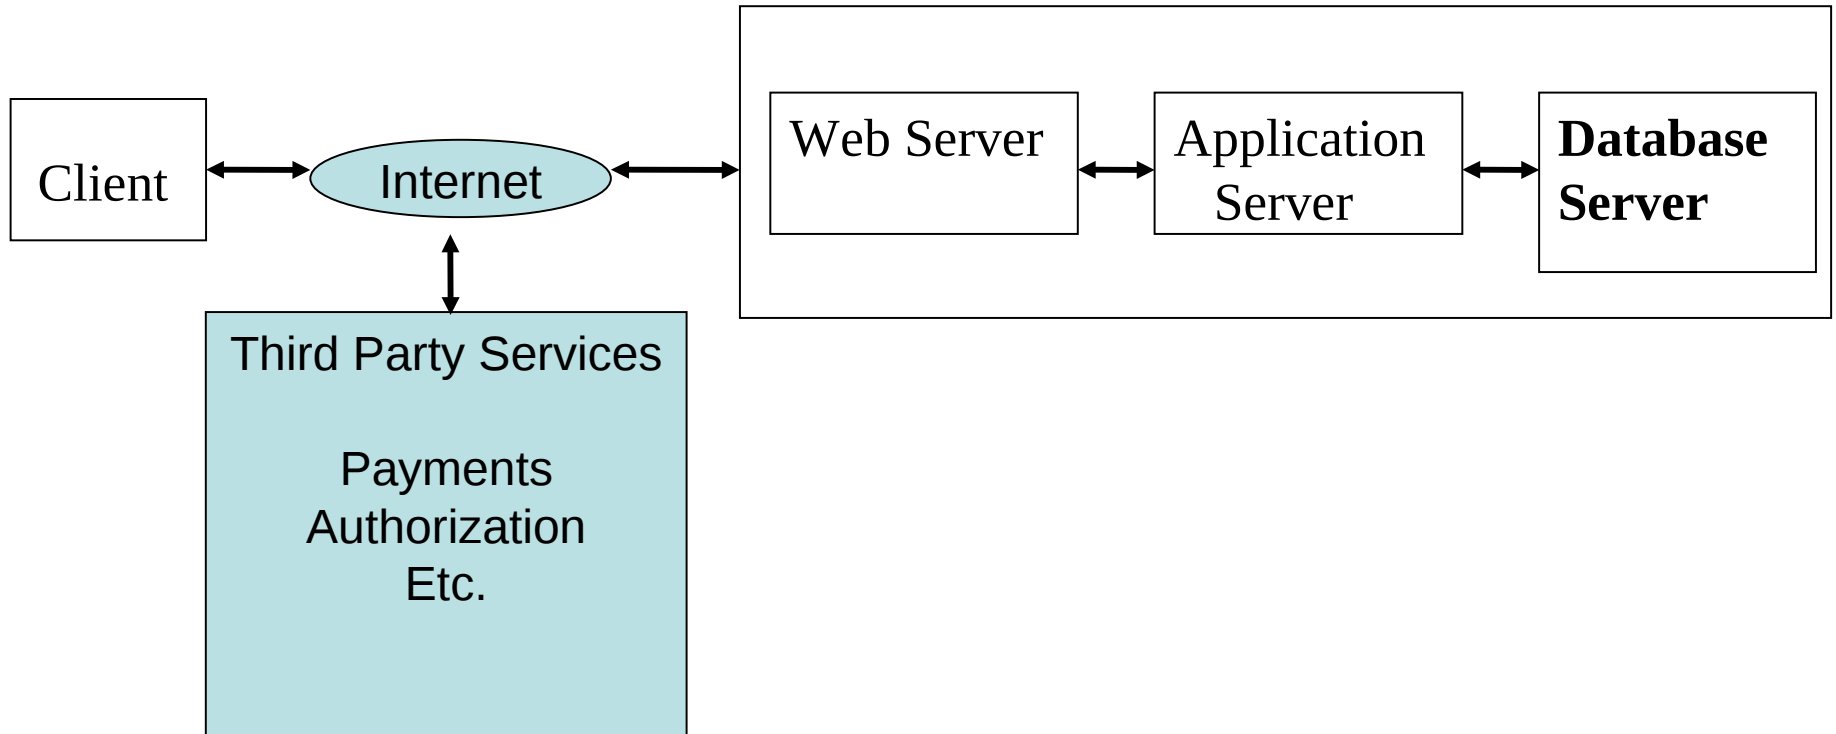 Client
Internet
Web Server
Application
Server
Database
Server
Third Party Services
Payments
Authorization
Etc.